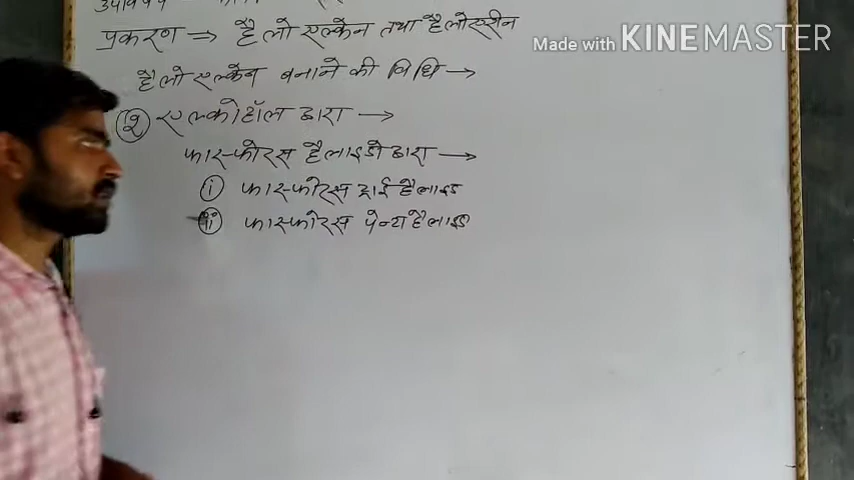 प्रकरण ⇒ हैलोएल्केन तथा हैलोएरीन
Made with KINEMASTER
हैलोएल्केन बनाने की विधि →
(2) एल्कोहॉल द्वारा →
फास्फोरस हैलाइडो द्वारा →
(i) फास्फोरस ट्राई हैलाइड
(ii) फास्फोरस पेन्टा हैलाइड